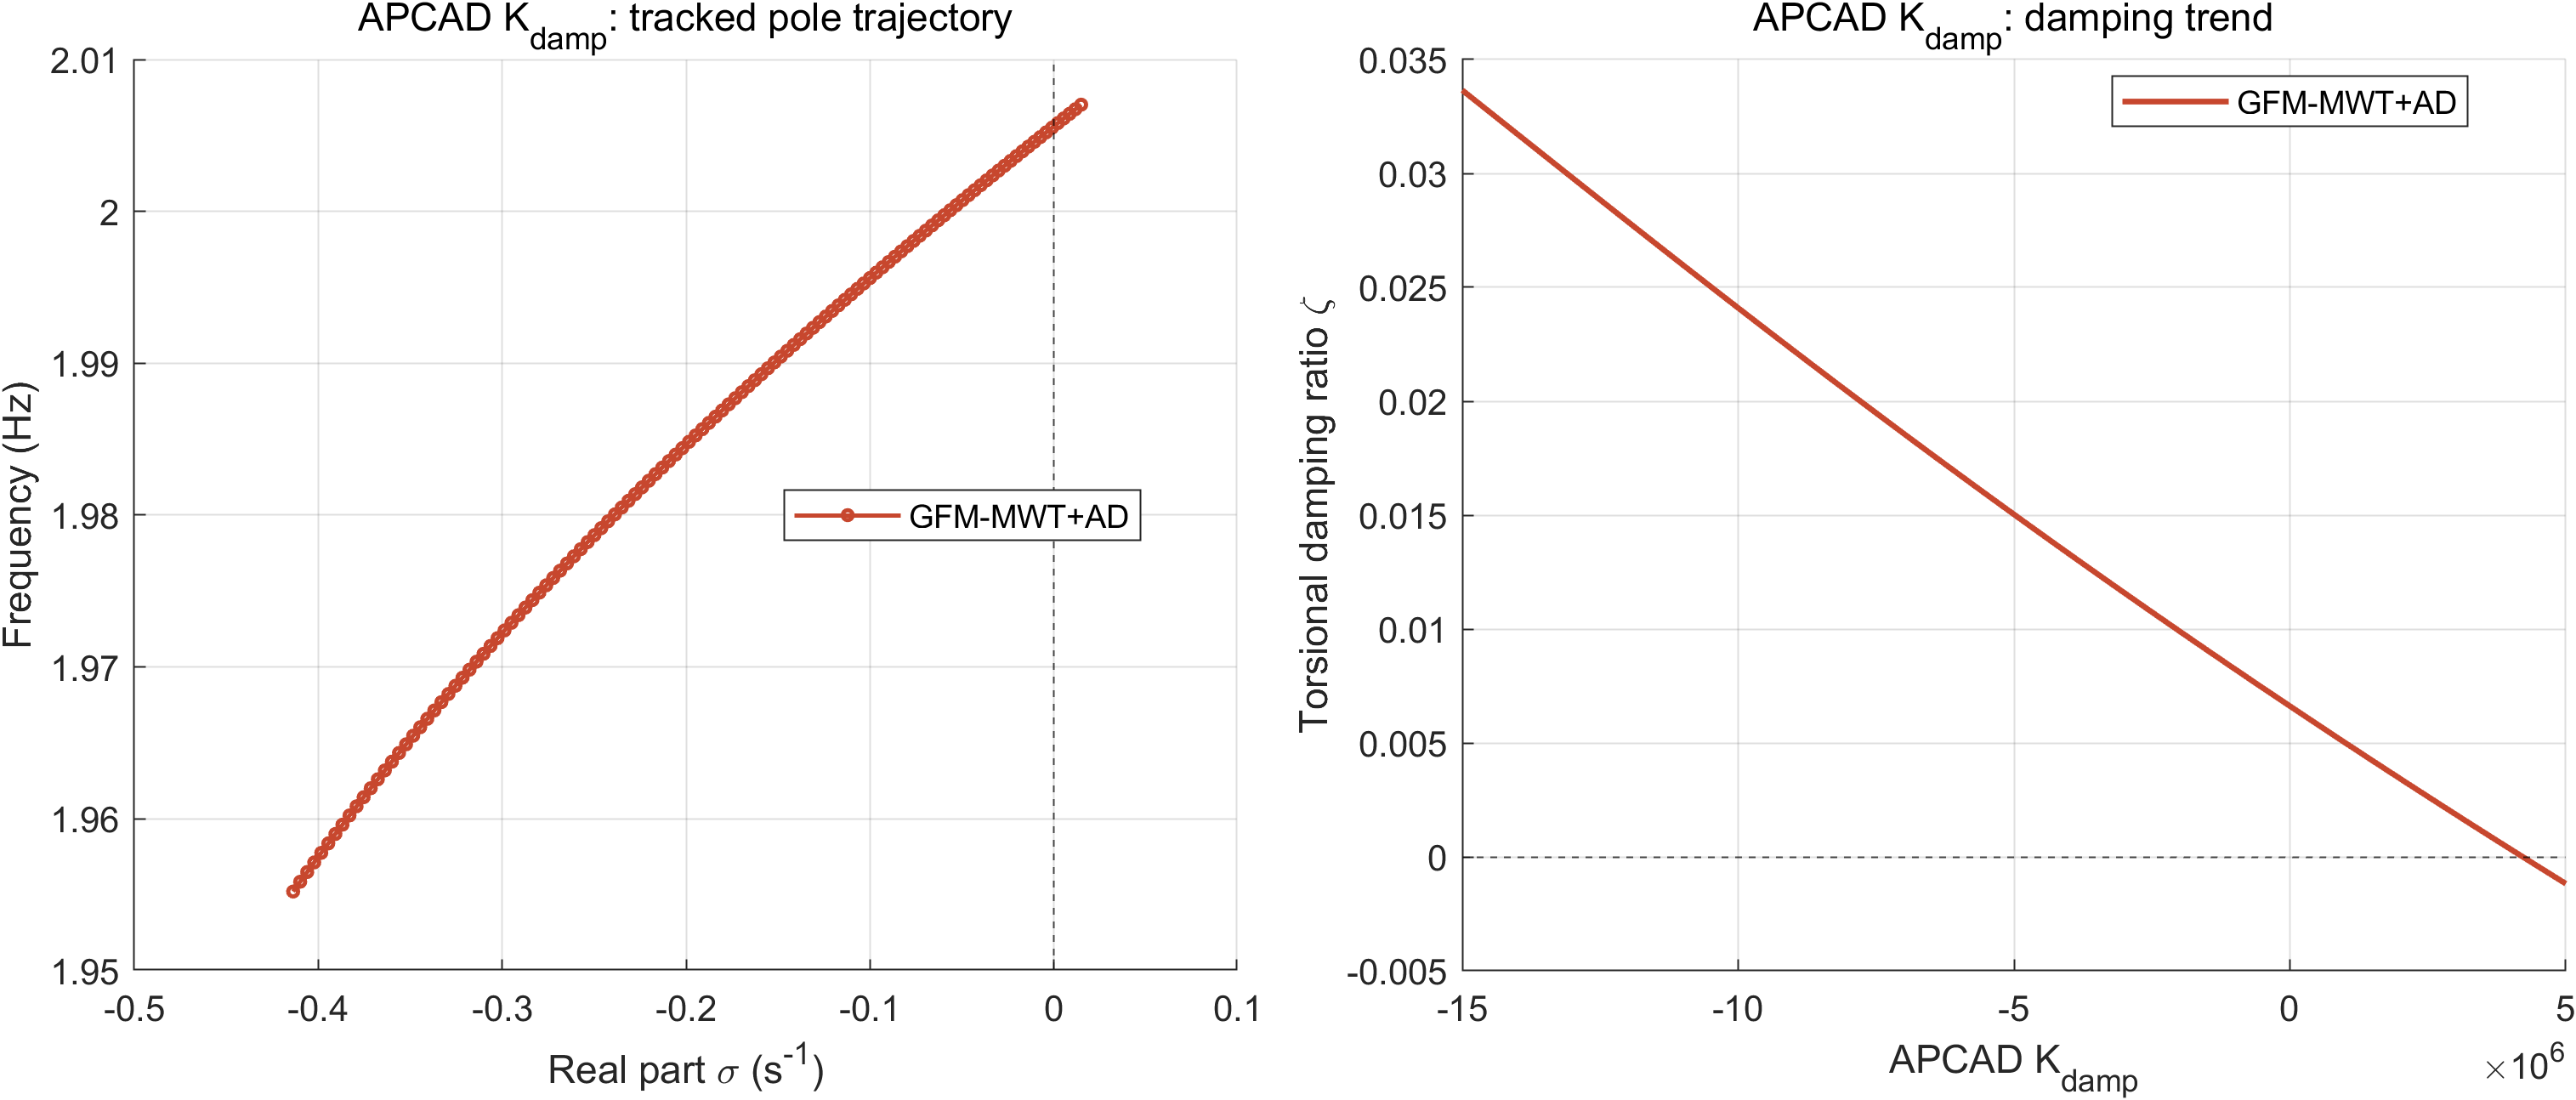 APCAD K_damp: tracked pole trajectory
2.01
2
1.99
1.98
1.97
1.96
1.95
Frequency (Hz)
GFM-MWT+AD
-0.5 -0.4 -0.3 -0.2 -0.1 0 0.1
Real part σ (s^-1)
APCAD K_damp: damping trend
0.035
0.03
0.025
0.02
0.015
0.01
0.005
0
-0.005
Torsional damping ratio ζ
GFM-MWT+AD
-15 -10 -5 0 5
APCAD K_damp
×10^6